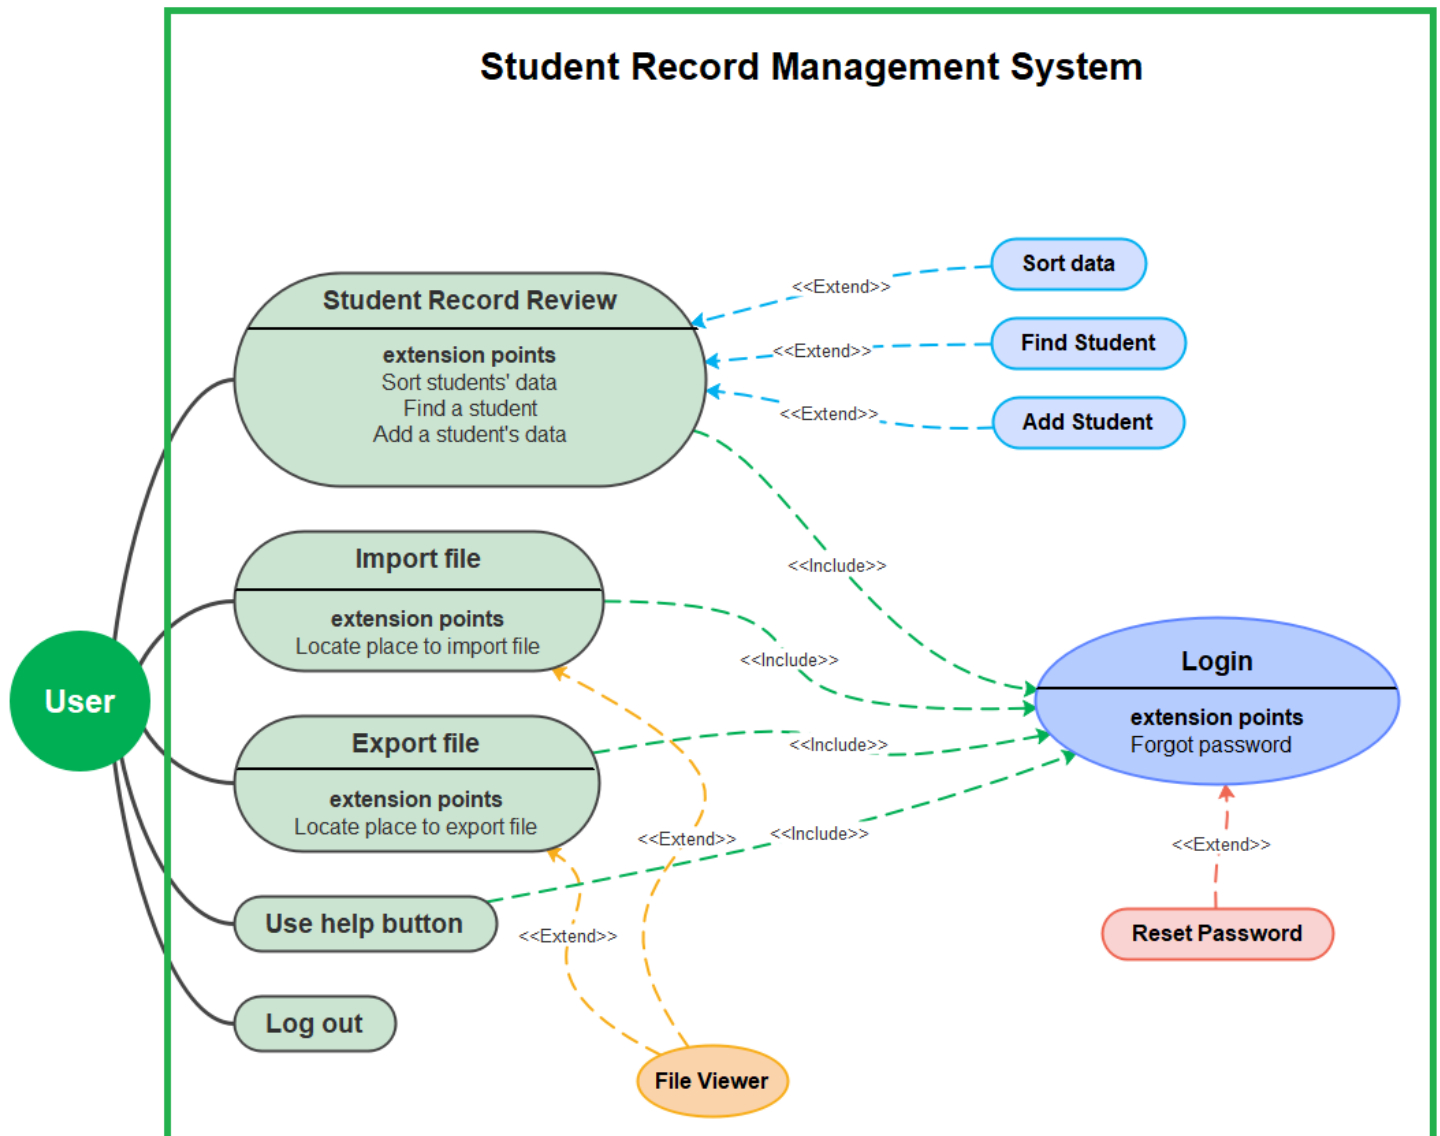 Student Record Management System
Sort data
<<Extend>>
Student Record Review
extension points
Sort students' data
Find a student
Add a student's data
Find Student
<<Extend>>
Add Student
<<Extend>>
<<Include>>
Import file
extension points
Locate place to import file
<<Include>>
User
Login
extension points
Forgot password
Export file
extension points
Locate place to export file
<<Include>>
<<Extend>>
<<Include>>
<<Extend>>
Use help button
<<Extend>>
Reset Password
Log out
File Viewer